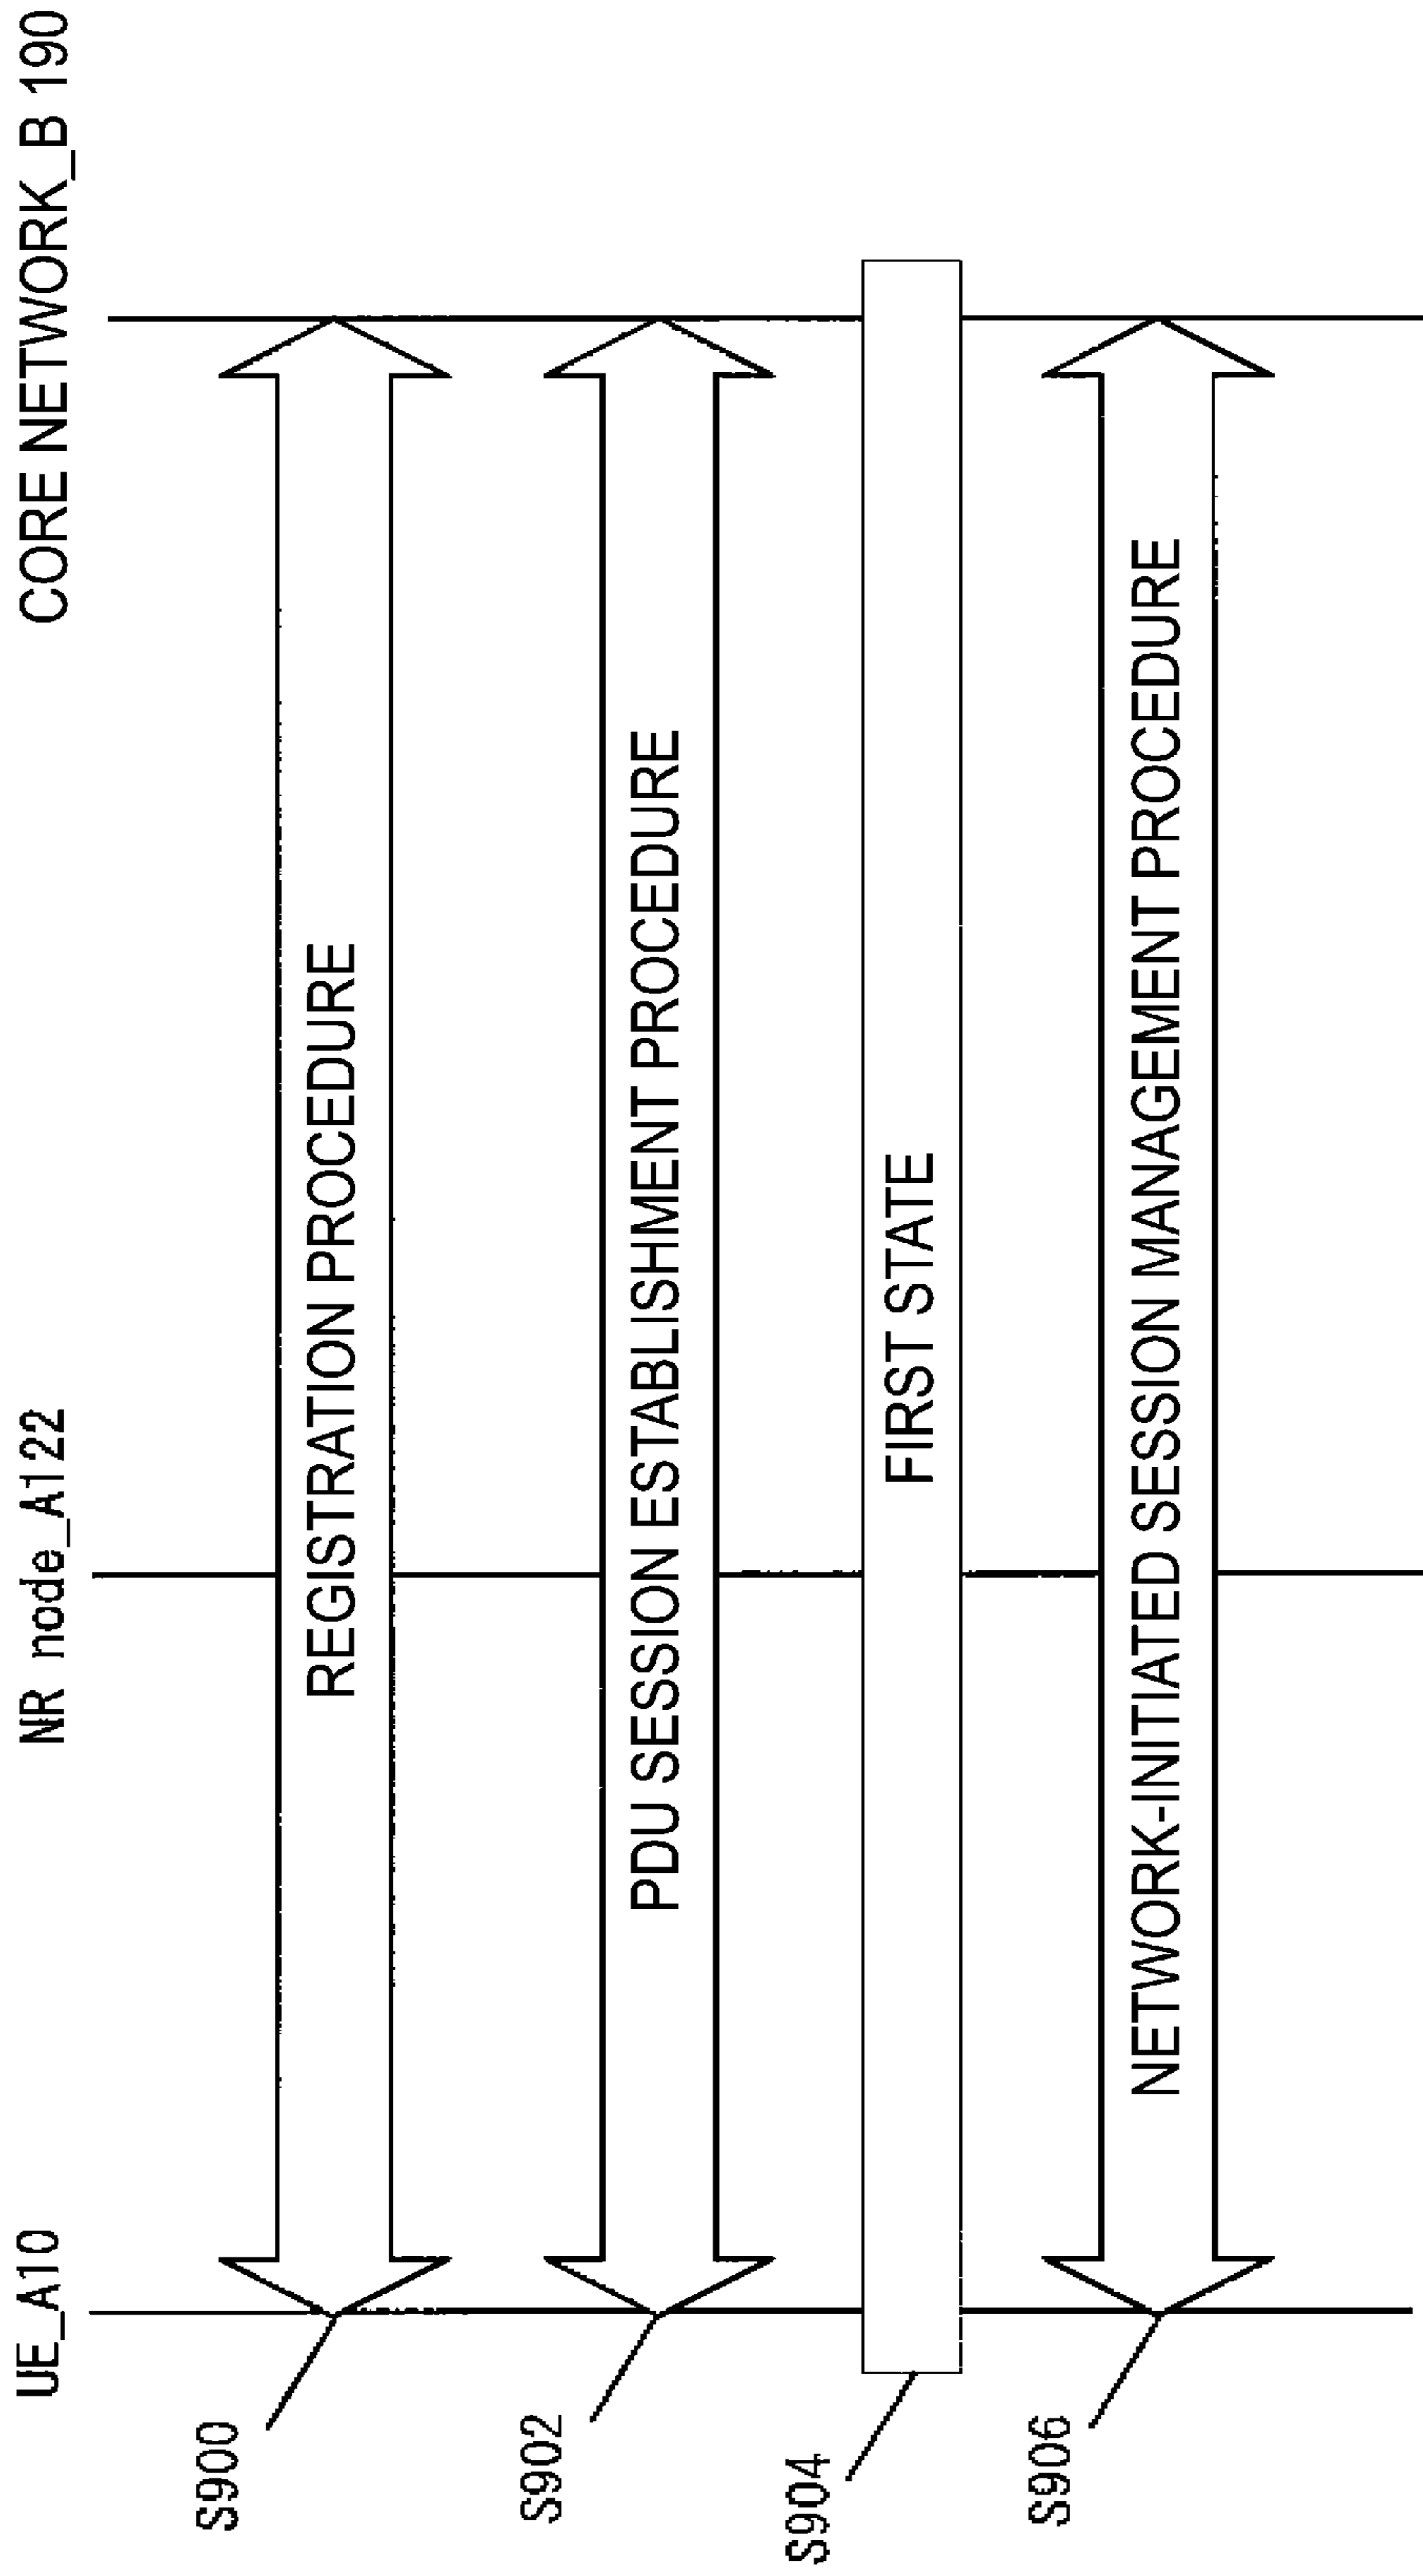 UE_A10
NR node_A122
CORE NETWORK_B 190
S900
REGISTRATION PROCEDURE
S902
PDU SESSION ESTABLISHMENT PROCEDURE
S904
FIRST STATE
S906
NETWORK-INITIATED SESSION MANAGEMENT PROCEDURE